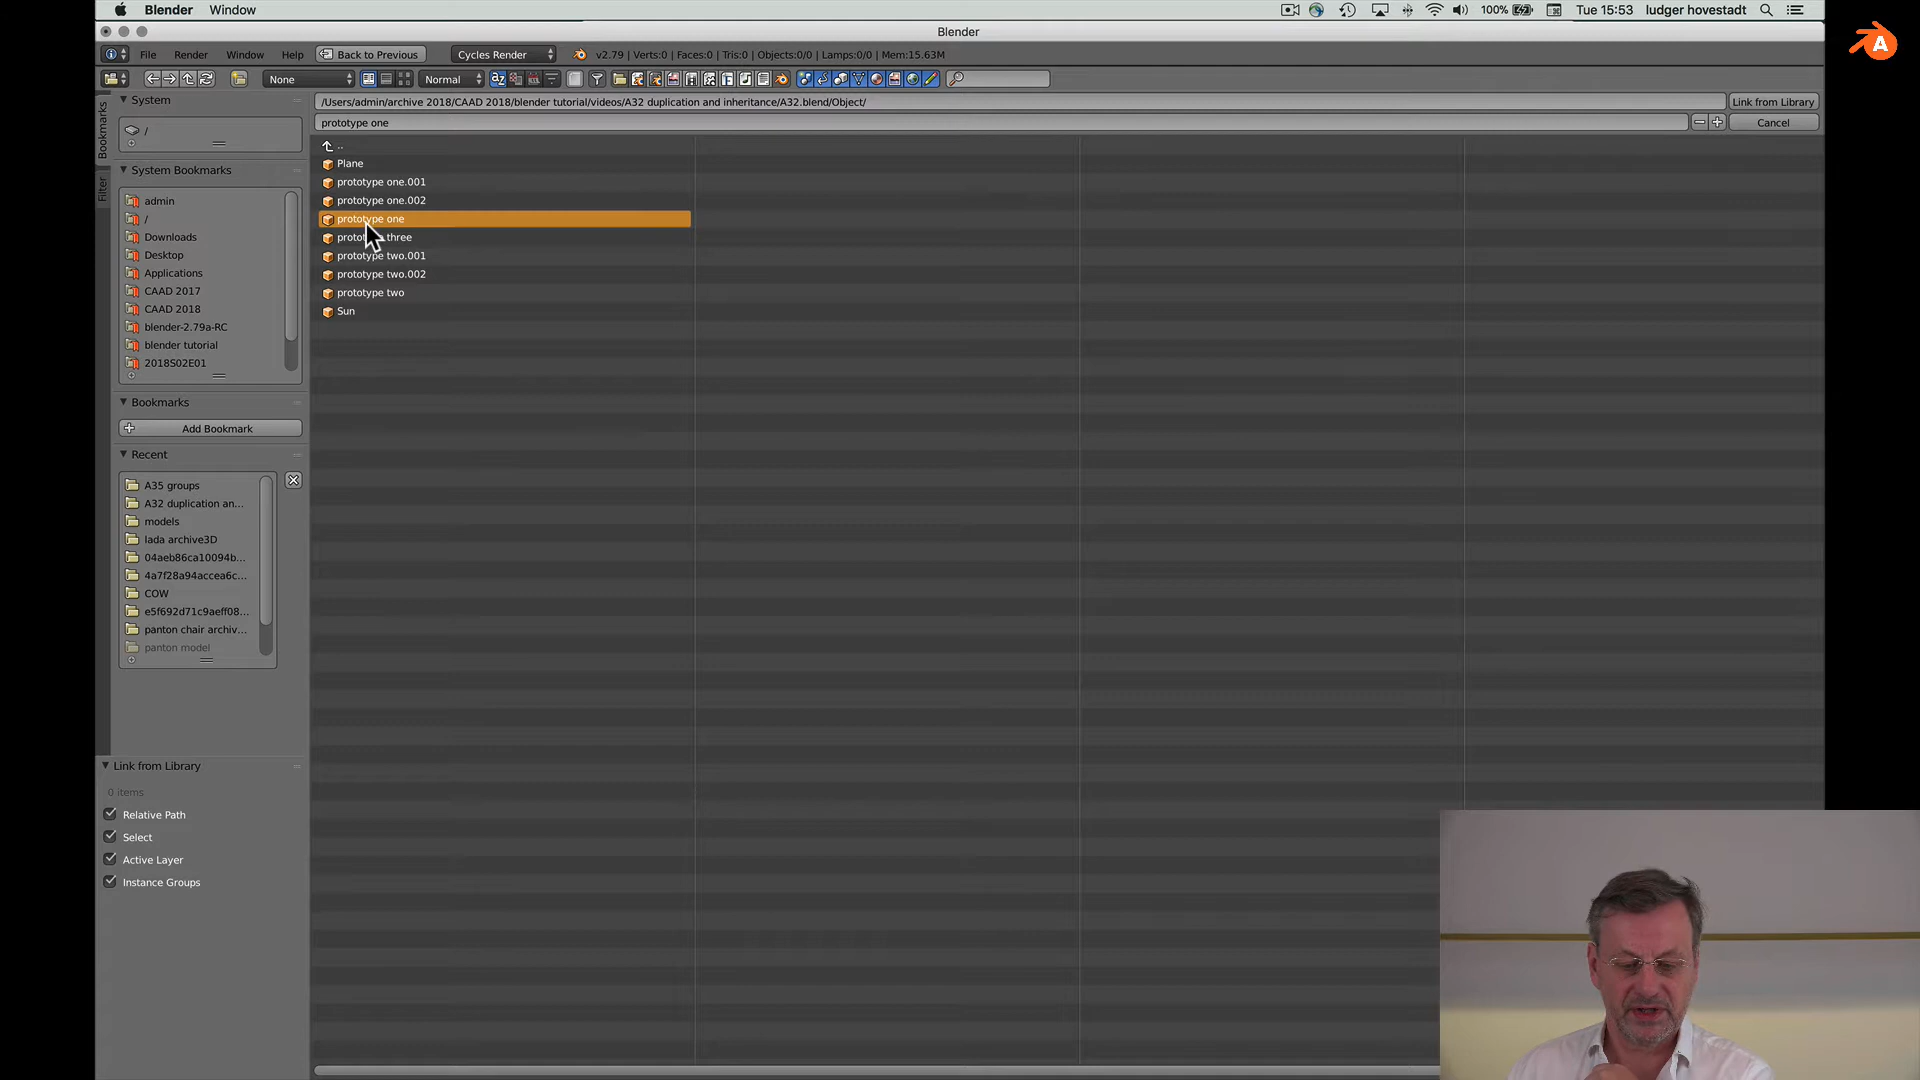 Blender Window 100% Tue 15:53 ludger hovestadt
Blender
File Render Window Help Back to Previous Cycles Render v2.79 | Verts:0 | Faces:0 | Tris:0 | Objects:0/0 | Lamps:0/0 | Mem:15.63M
None Normal
System
/
System Bookmarks
admin
/
Downloads
Desktop
Applications
CAAD 2017
CAAD 2018
blender-2.79a-RC
blender tutorial
2018S02E01
Bookmarks
Add Bookmark
Recent
A35 groups
A32 duplication an...
models
lada archive3D
04aeb86ca10094b...
4a7f28a94accea6c...
COW
e5f692d71c9aeff08...
panton chair archiv...
panton model
Link from Library
0 items
Relative Path
Select
Active Layer
Instance Groups
Bookmarks
Filter
/Users/admin/archive 2018/CAAD 2018/blender tutorial/videos/A32 duplication and inheritance/A32.blend/Object/
Link from Library
prototype one
Cancel
..
Plane
prototype one.001
prototype one.002
prototype one
three
prototype two.001
prototype two.002
prototype two
Sun
A